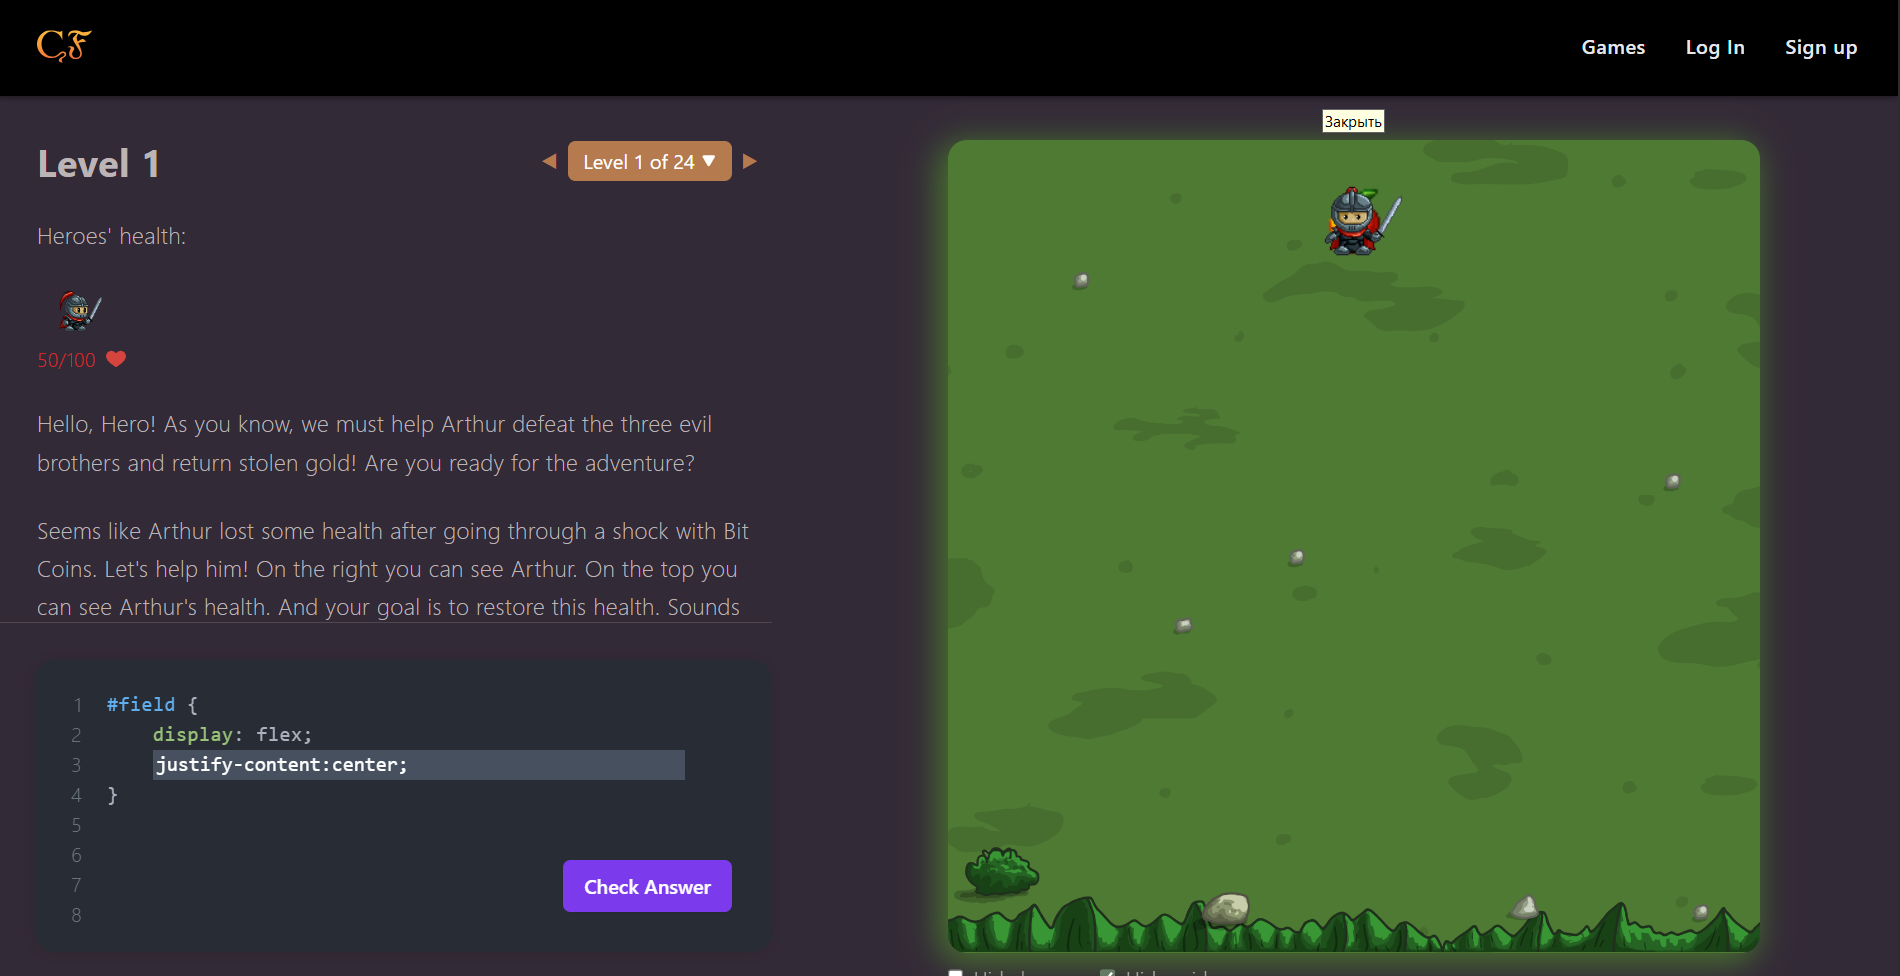 CF
Games
Log In
Sign up
Закрыть
Level 1
Level 1 of 24
Heroes' health:
50/100
Hello, Hero! As you know, we must help Arthur defeat the three evil
brothers and return stolen gold! Are you ready for the adventure?
Seems like Arthur lost some health after going through a shock with Bit
Coins. Let's help him! On the right you can see Arthur. On the top you
can see Arthur's health. And your goal is to restore this health. Sounds
1 #field {
2 display: flex;
3 justify-content:center;
4 }
5
6
7
8
Check Answer